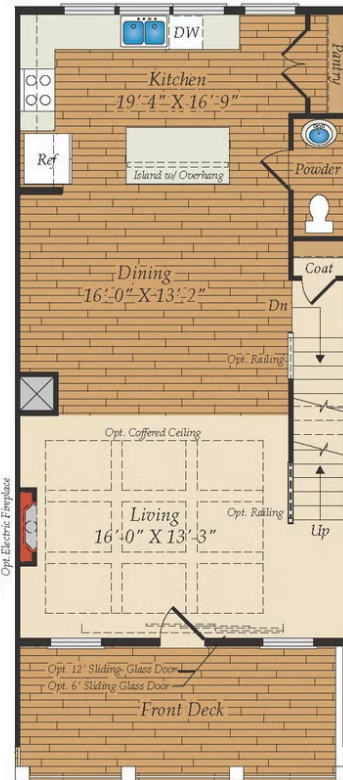 DW
Kitchen
19'-4" X 16'-9"
Pantry
Ref
Island w/ Overhang
Powder
Coat
Dining
16'-0" X 13'-2"
Dn
Opt. Railing
Opt. Coffered Ceiling
Opt. Electric Fireplace
Living
16'-0" X 13'-3"
Opt. Railing
Up
Opt. 12' Sliding Glass Door
Opt. 6' Sliding Glass Door
Front Deck